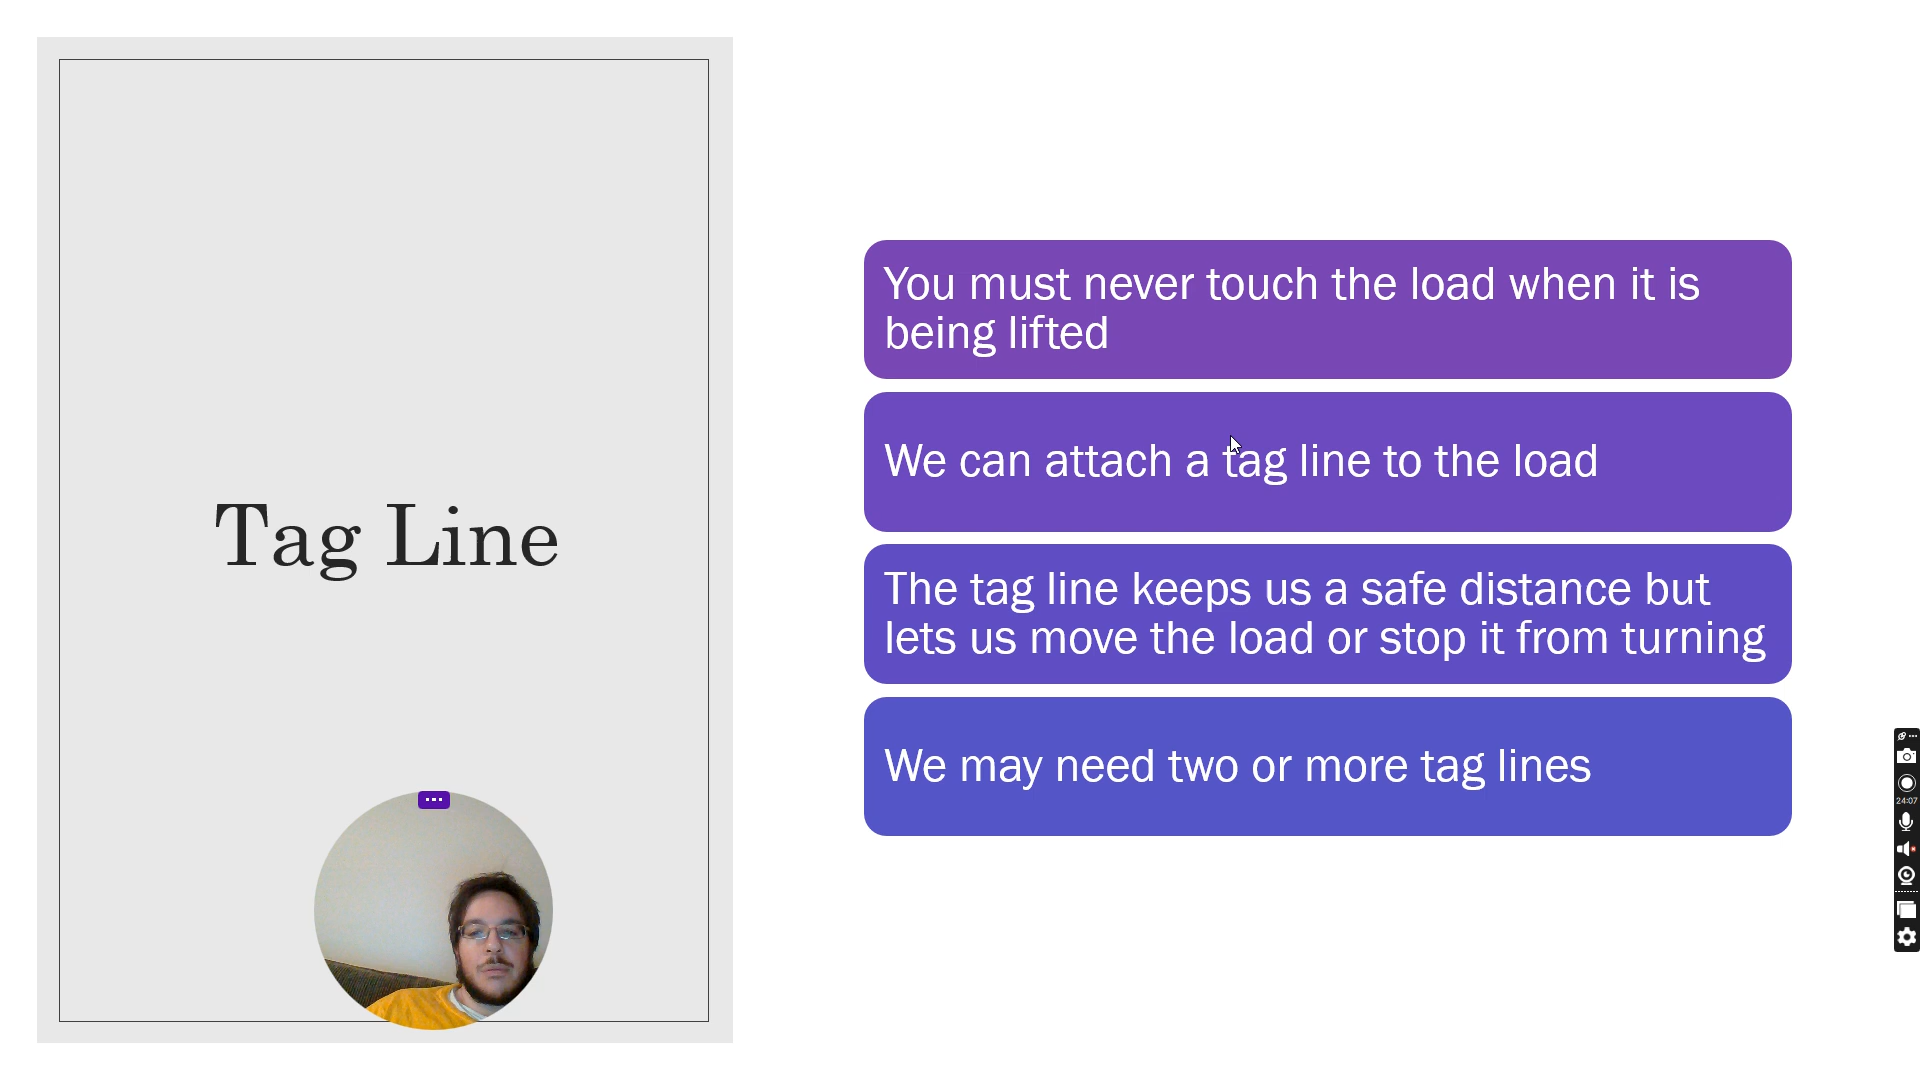 Tag Line
You must never touch the load when it is
being lifted
We can attach a tag line to the load
The tag line keeps us a safe distance but
lets us move the load or stop it from turning
We may need two or more tag lines
24:07